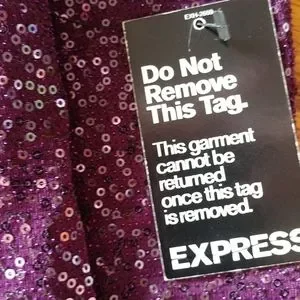 Do Not
Remove
This Tag.
This garment
cannot be
returned
once this tag
is removed.
EXPRESS